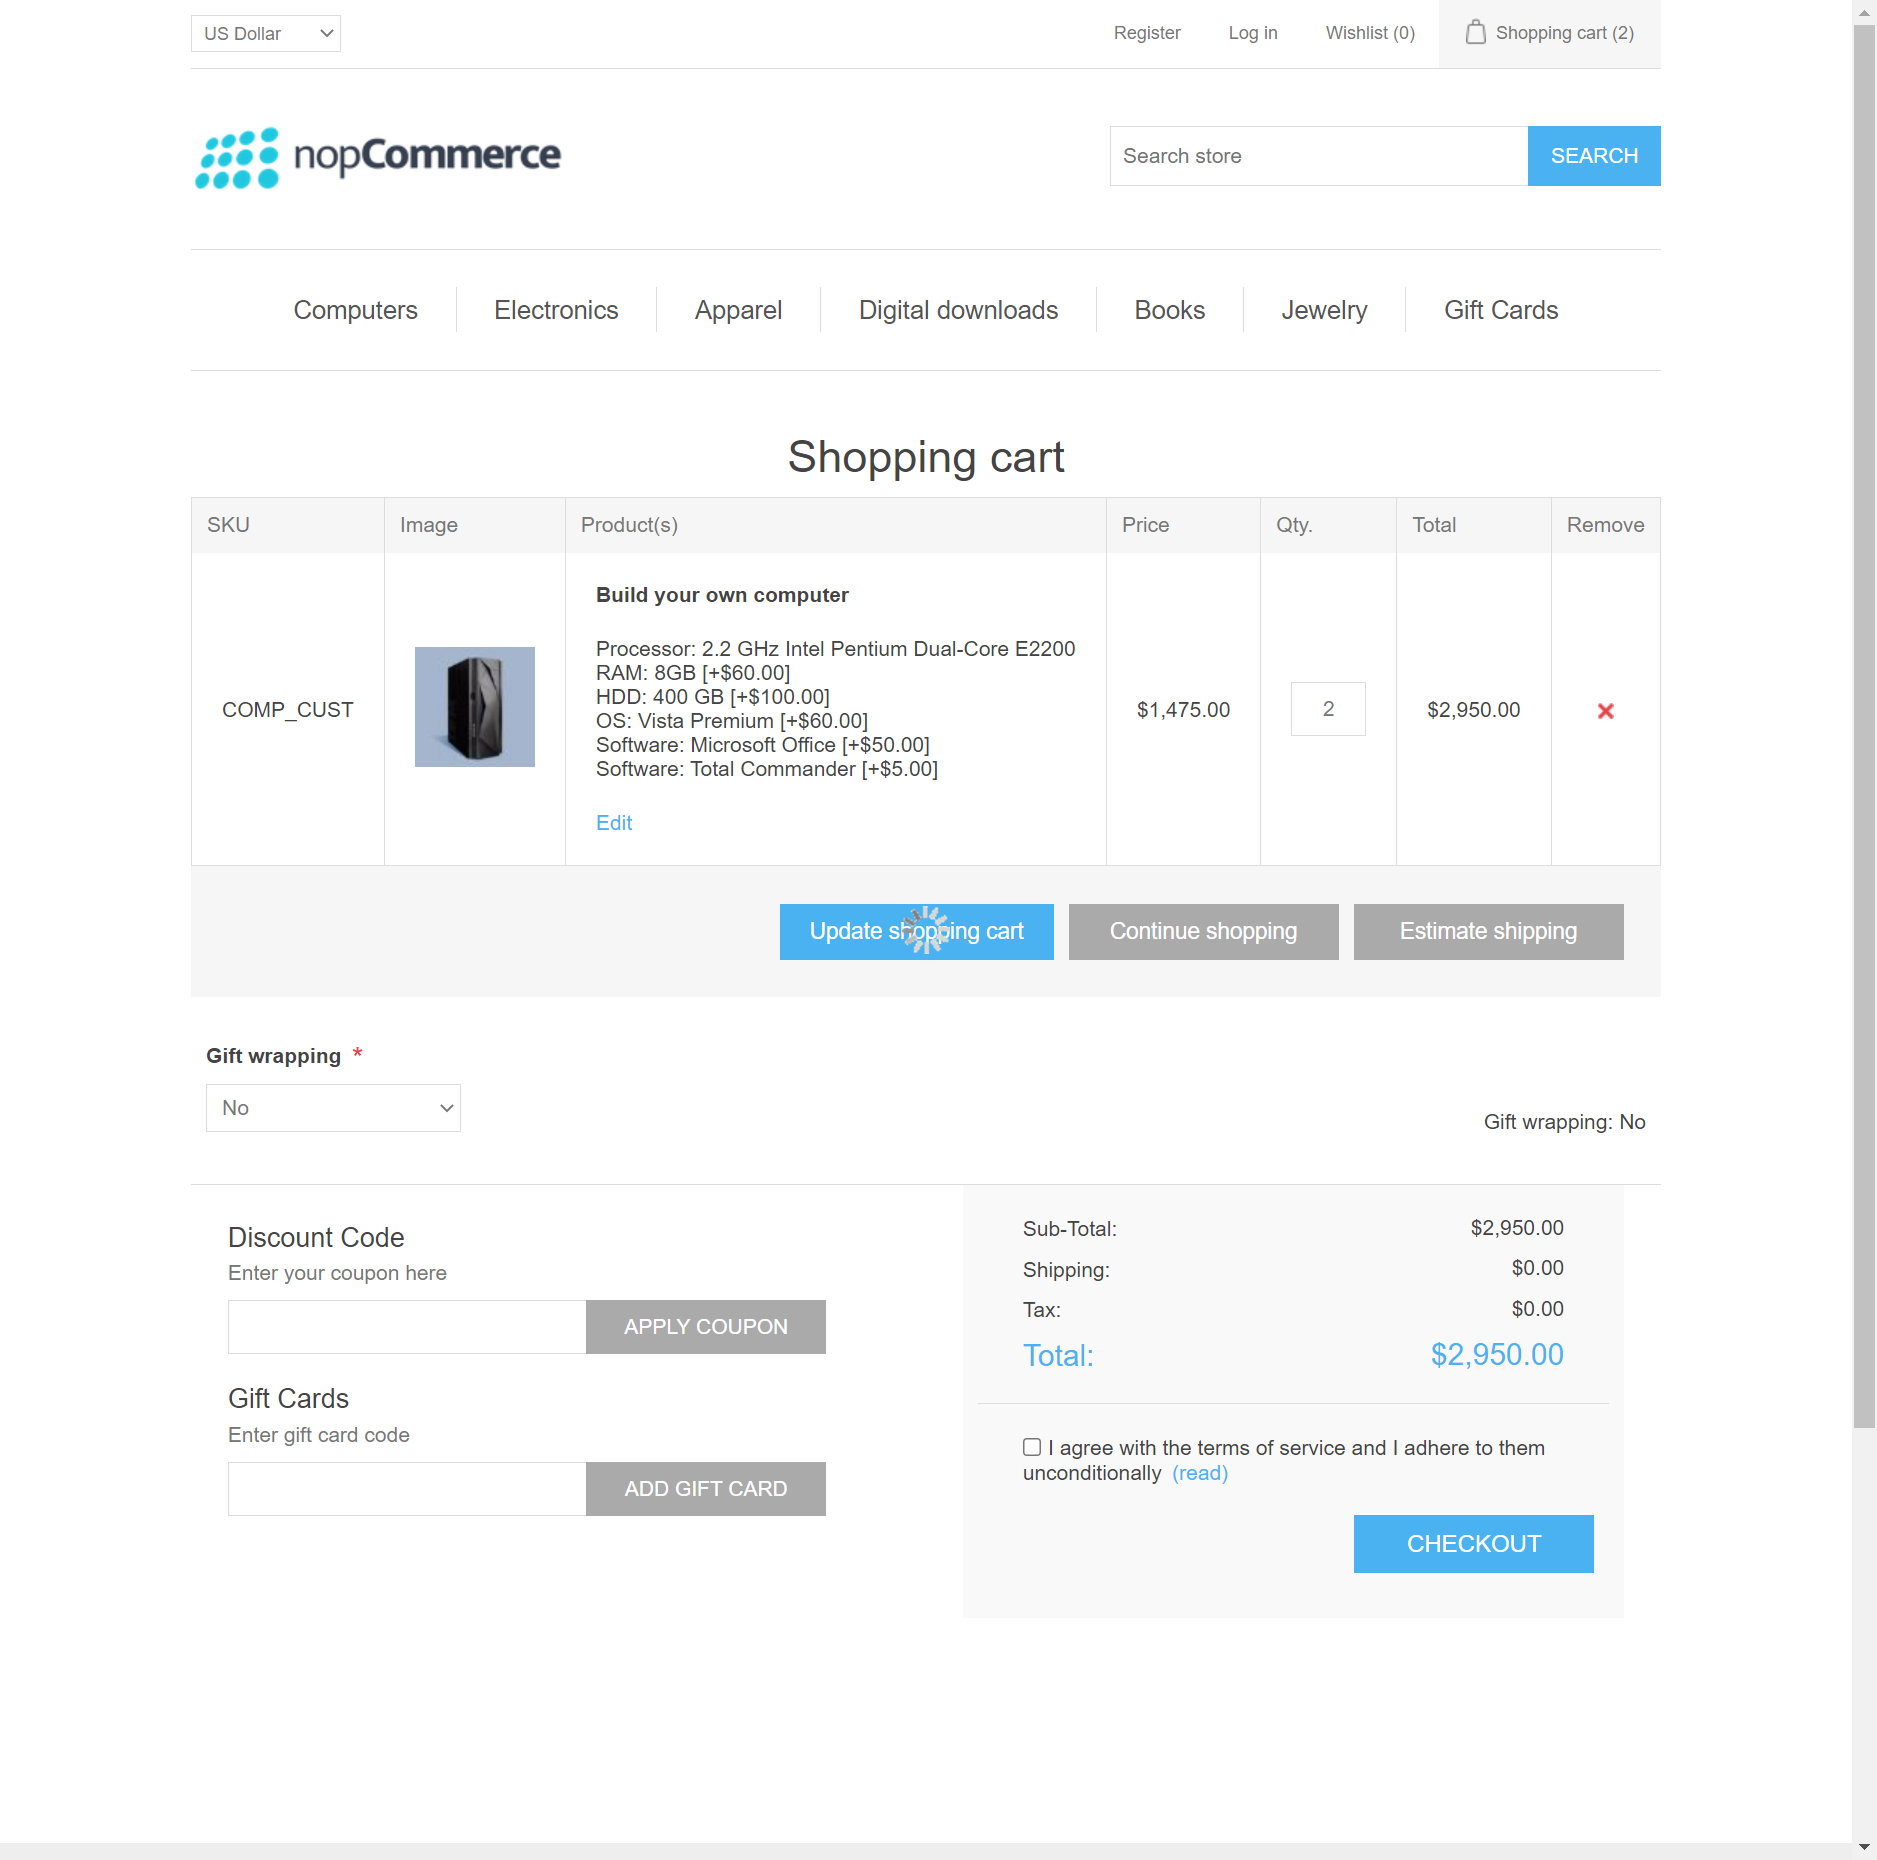 US Dollar
Register
Log in
Wishlist (0)
Shopping cart (2)
nopCommerce
Search store
SEARCH
Computers
Electronics
Apparel
Digital downloads
Books
Jewelry
Gift Cards
Shopping cart
SKU
Image
Product(s)
Price
Qty.
Total
Remove
COMP_CUST
Build your own computer
Processor: 2.2 GHz Intel Pentium Dual-Core E2200
RAM: 8GB [+$60.00]
HDD: 400 GB [+$100.00]
OS: Vista Premium [+$60.00]
Software: Microsoft Office [+$50.00]
Software: Total Commander [+$5.00]
Edit
$1,475.00
2
$2,950.00
Update shopping cart
Continue shopping
Estimate shipping
Gift wrapping *
No
Gift wrapping: No
Discount Code
Enter your coupon here
APPLY COUPON
Gift Cards
Enter gift card code
ADD GIFT CARD
Sub-Total: $2,950.00
Shipping: $0.00
Tax: $0.00
Total: $2,950.00
I agree with the terms of service and I adhere to them
unconditionally (read)
CHECKOUT